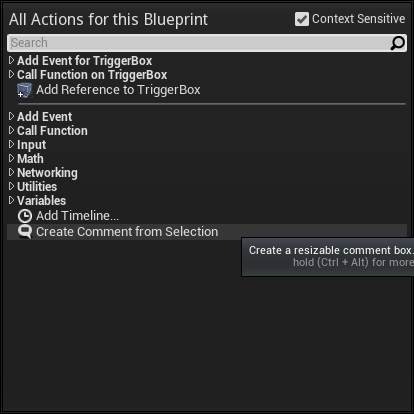 All Actions for this Blueprint
Context Sensitive
Search
Add Event for TriggerBox
Call Function on TriggerBox
Add Reference to TriggerBox
Add Event
Call Function
Input
Math
Networking
Utilities
Variables
Add Timeline...
Create Comment from Selection
Create a resizable comment box.
hold (Ctrl + Alt) for more